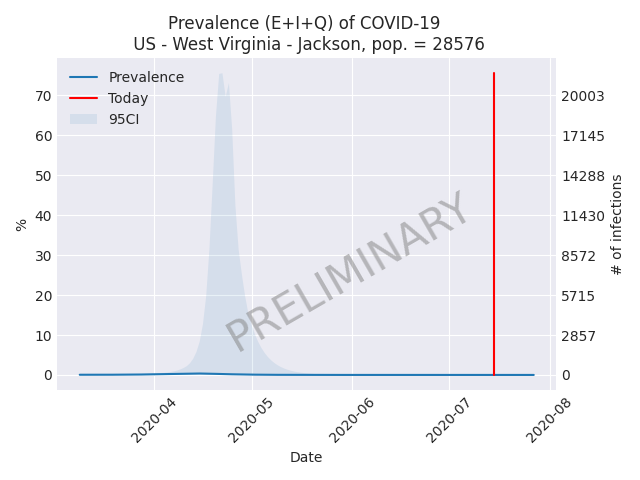 Prevalence (E+I+Q) of COVID-19
US - West Virginia - Jackson, pop. = 28576
Prevalence
Today
95CI
70
60
50
40
30
20
10
0
%
20003
17145
14288
11430
8572
5715
2857
0
# of infections
PRELIMINARY
2020-04
2020-05
2020-06
2020-07
2020-08
Date